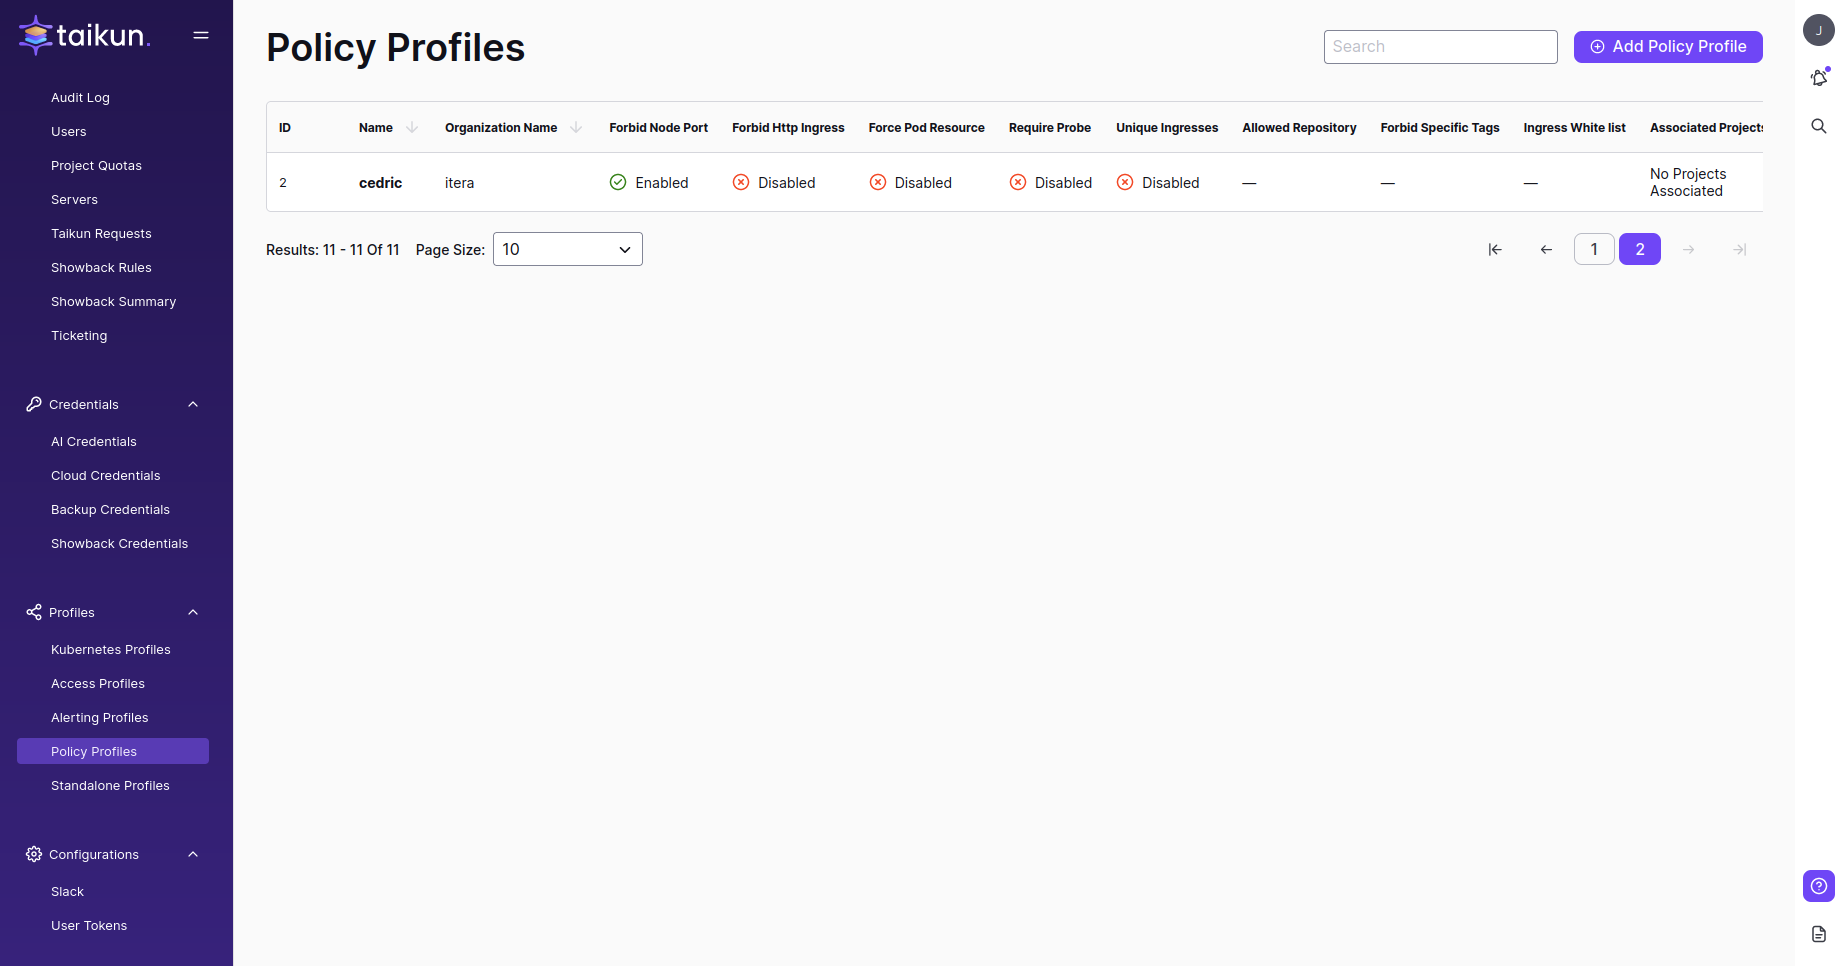 taikun.
Audit Log
Users
Project Quotas
Servers
Taikun Requests
Showback Rules
Showback Summary
Ticketing
Credentials
AI Credentials
Cloud Credentials
Backup Credentials
Showback Credentials
Profiles
Kubernetes Profiles
Access Profiles
Alerting Profiles
Policy Profiles
Standalone Profiles
Configurations
Slack
User Tokens
Policy Profiles
Search
Add Policy Profile
ID Name Organization Name Forbid Node Port Forbid Http Ingress Force Pod Resource Require Probe Unique Ingresses Allowed Repository Forbid Specific Tags Ingress White list Associated Projects
2 cedric itera Enabled Disabled Disabled Disabled Disabled — — — No Projects
Associated
Results: 11 - 11 Of 11 Page Size: 10
1 2
J